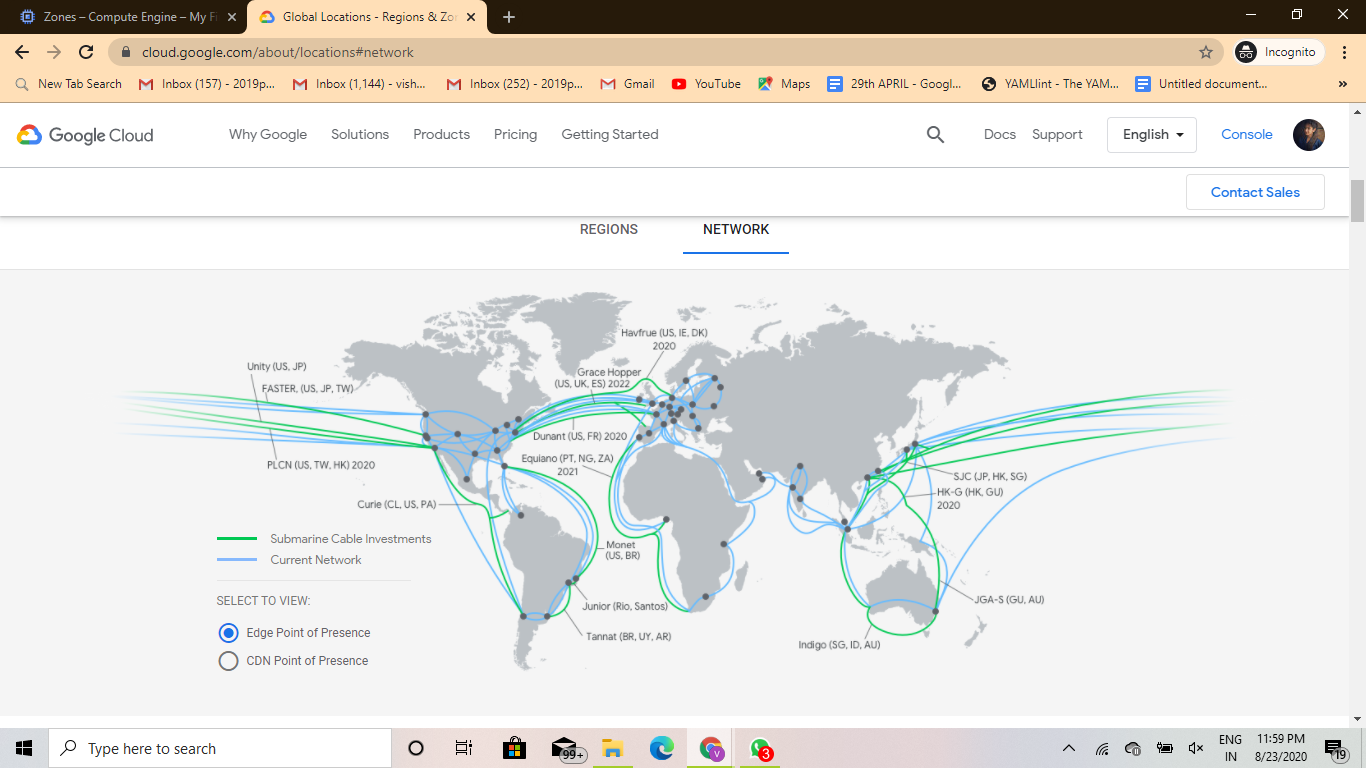 Zones – Compute Engine – My Fi
Global Locations - Regions & Zo
cloud.google.com/about/locations#network
Incognito
New Tab Search
Inbox (157) - 2019p...
Inbox (1,144) - vish...
Inbox (252) - 2019p...
Gmail
YouTube
Maps
29th APRIL - Googl...
YAMLlint - The YAM...
Untitled document...
»
Google Cloud
Why Google
Solutions
Products
Pricing
Getting Started
Docs
Support
English
Console
Contact Sales
REGIONS
NETWORK
Havfrue (US, IE, DK)
2020
Unity (US, JP)
FASTER, (US, JP, TW)
Grace Hopper
(US, UK, ES) 2022
Dunant (US, FR) 2020
PLCN (US, TW, HK) 2020
Equiano (PT, NG, ZA)
2021
SJC (JP, HK, SG)
HK-G (HK, GU)
2020
Curie (CL, US, PA)
Submarine Cable Investments
Current Network
Monet
(US, BR)
SELECT TO VIEW:
JGA-S (GU, AU)
Junior (Rio, Santos)
Edge Point of Presence
Tannat (BR, UY, AR)
Indigo (SG, ID, AU)
CDN Point of Presence
Type here to search
99+
V
3
ENG
IN
11:59 PM
8/23/2020
19